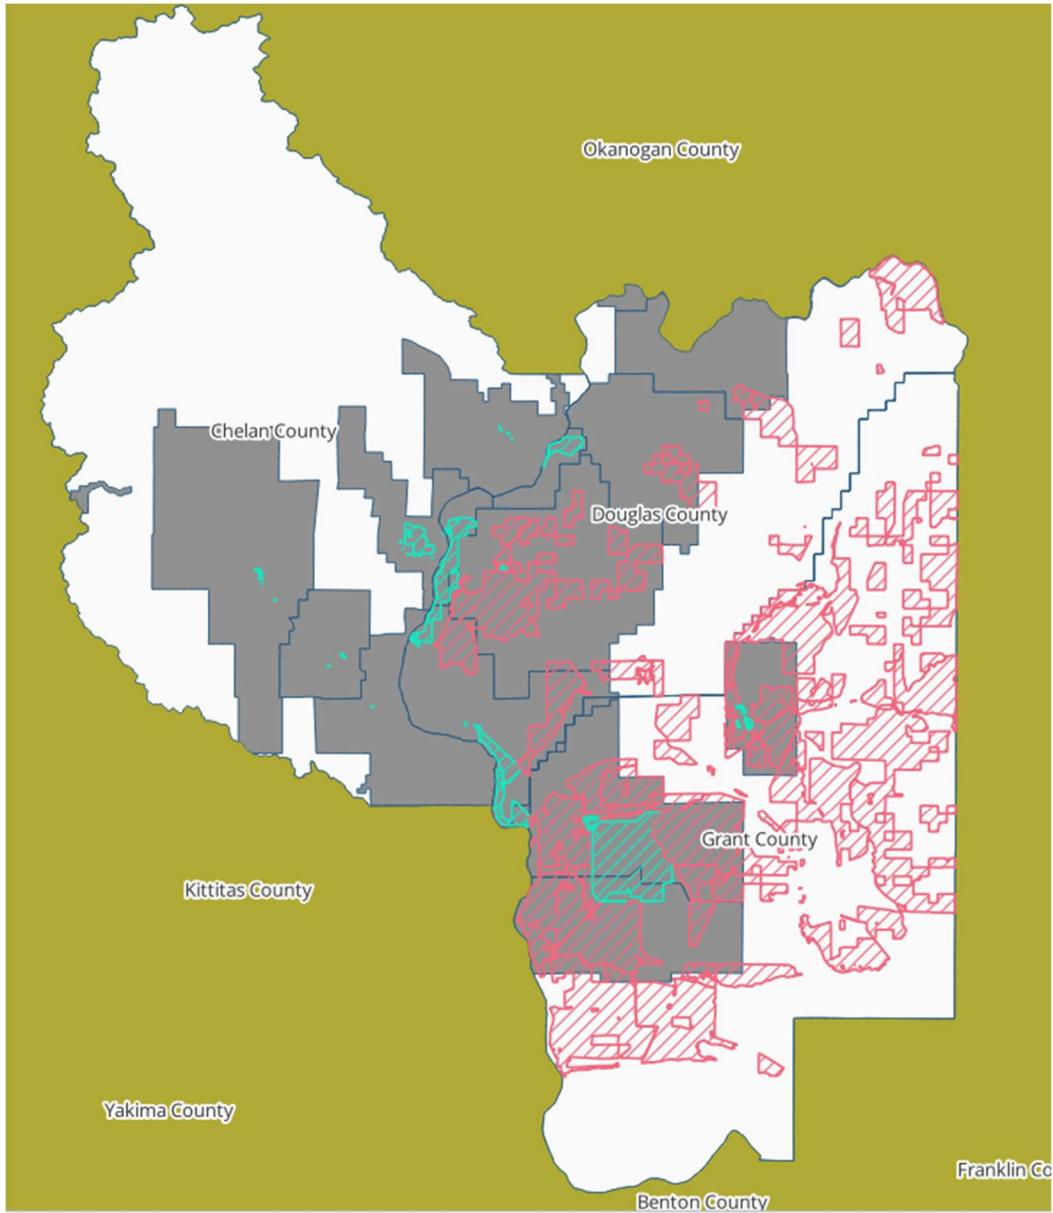 Okanogan County
Chelan County
Douglas County
Grant County
Kittitas County
Yakima County
Franklin Co
Benton County